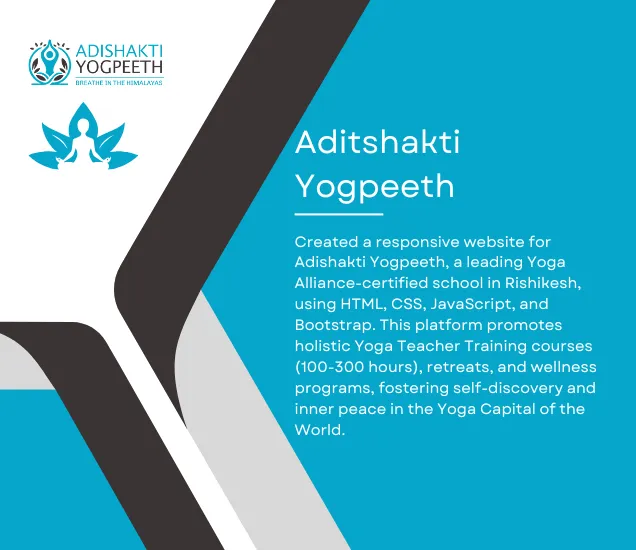 ADISHAKTI
YOGPEETH
BREATHE IN THE HIMALAYAS
Aditshakti
Yogpeeth
Created a responsive website for
Adishakti Yogpeeth, a leading Yoga
Alliance-certified school in Rishikesh,
using HTML, CSS, JavaScript, and
Bootstrap. This platform promotes
holistic Yoga Teacher Training courses
(100-300 hours), retreats, and wellness
programs, fostering self-discovery and
inner peace in the Yoga Capital of the
World.